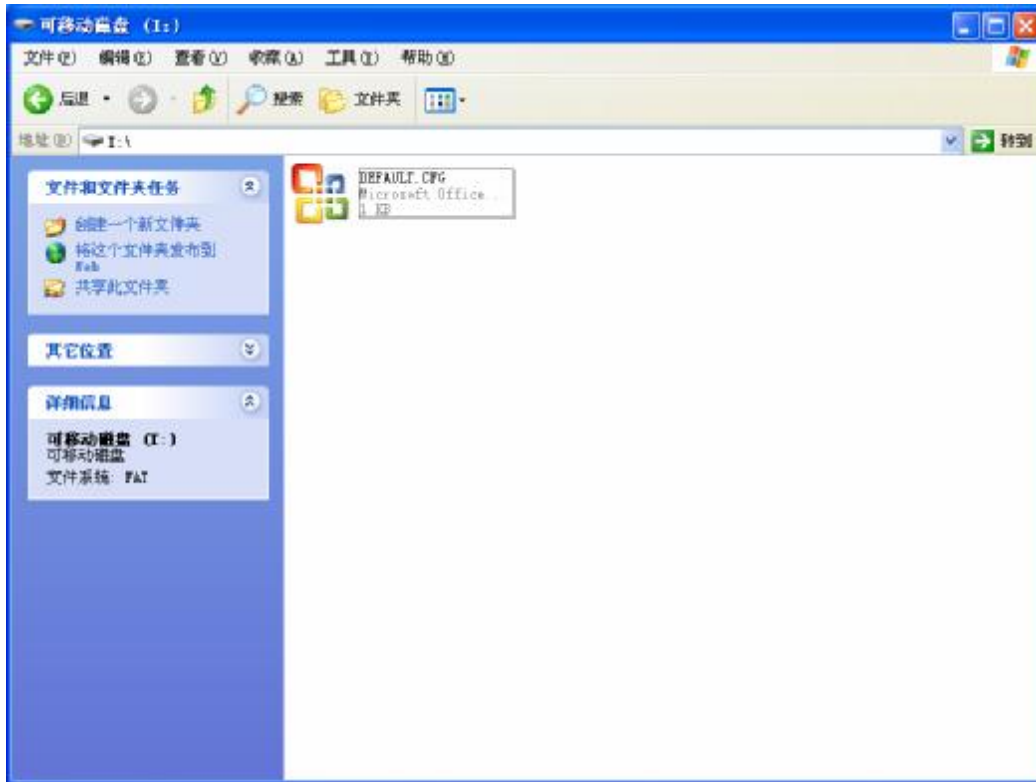 可移动磁盘 (I:)
文件(F) 编辑(E) 查看(V) 收藏(A) 工具(T) 帮助(H)
后退 搜索 文件夹
地址(D) I:\ 转到
文件和文件夹任务
创建一个新文件夹
将这个文件夹发布到
Web
共享此文件夹
其它位置
详细信息
可移动磁盘 (I:)
可移动磁盘
文件系统: FAT
DEFAULT.CFG
Microsoft Office ...
1 KB